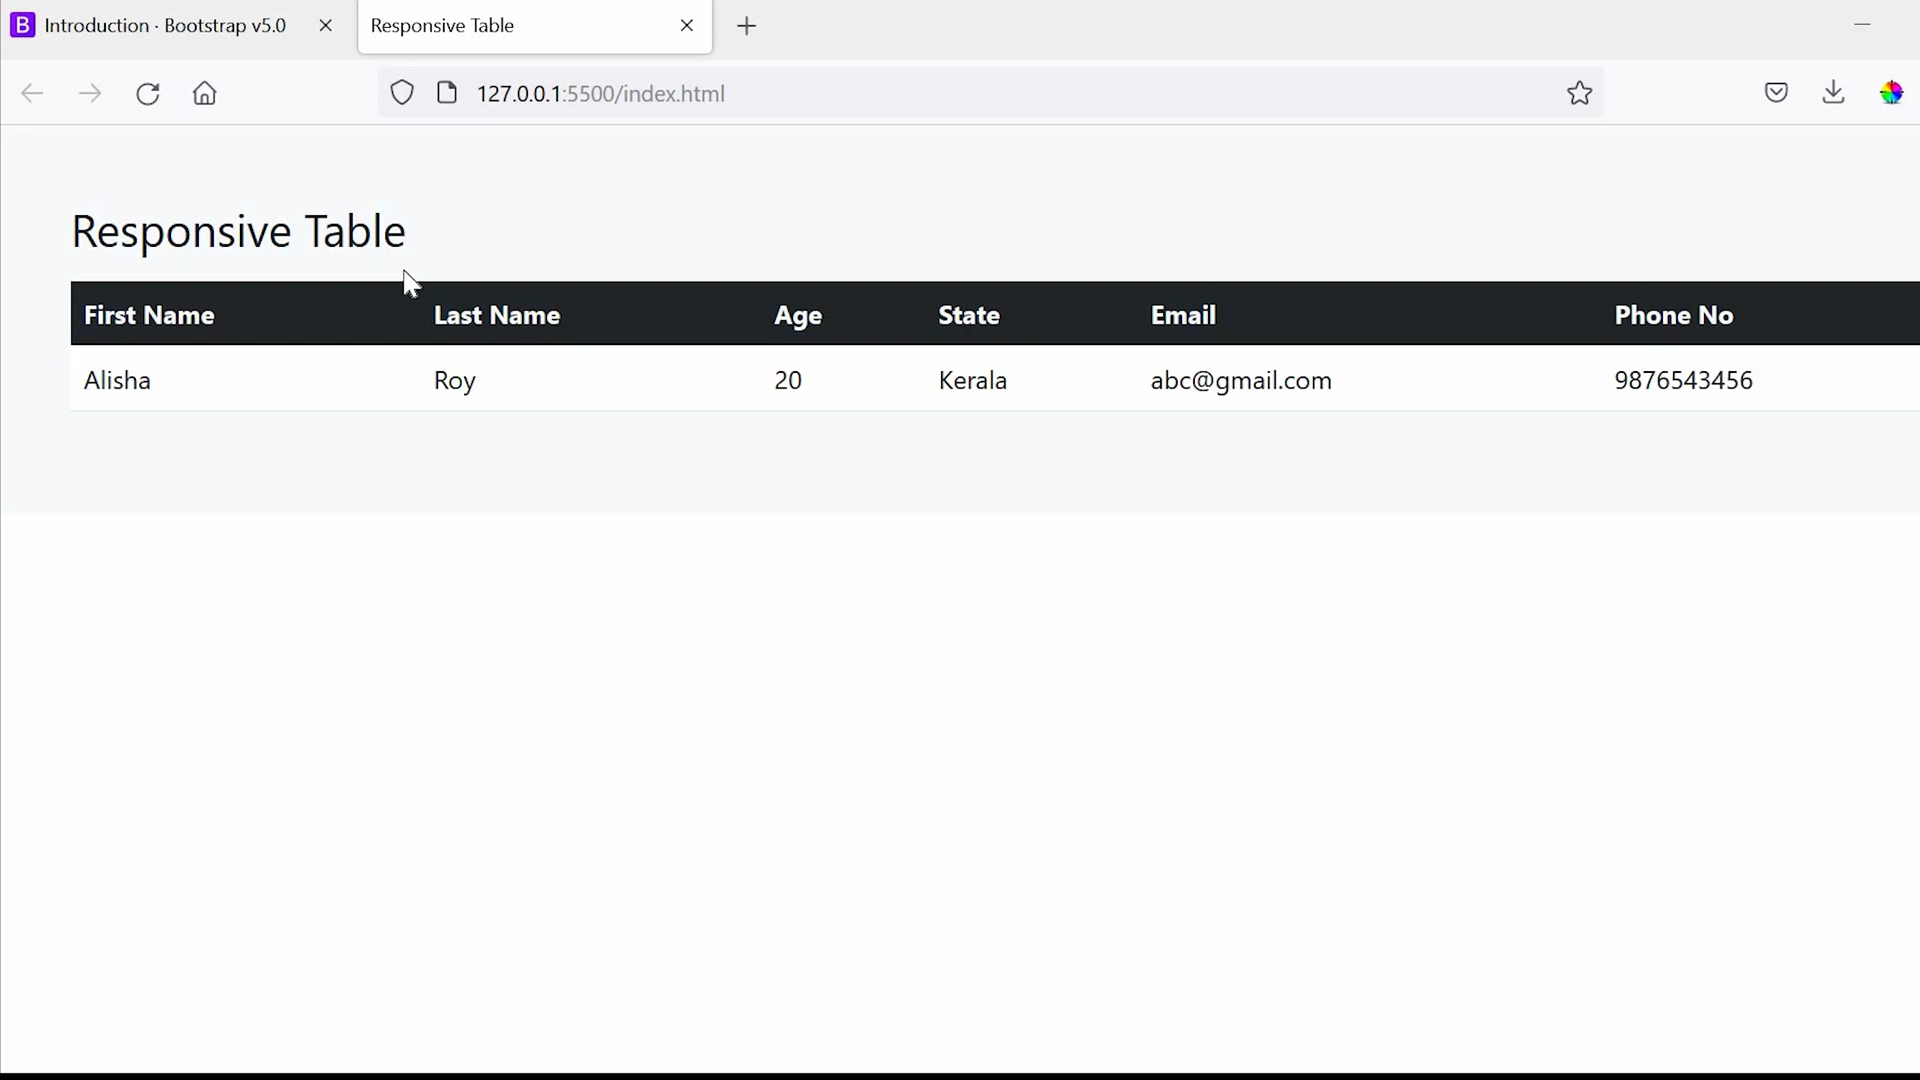 B Introduction · Bootstrap v5.0
Responsive Table
127.0.0.1:5500/index.html
Responsive Table
First Name Last Name Age State Email Phone No
Alisha Roy 20 Kerala abc@gmail.com 9876543456